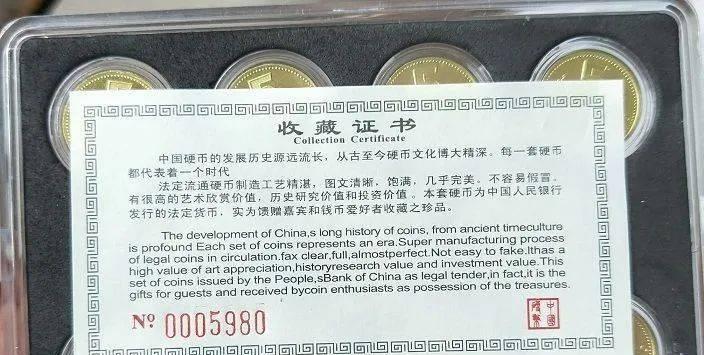 收藏证书
Collection Certificate
中国硬币的发展历史源远流长，从古至今硬币文化博大精深。每一套硬币
都代表着一个时代
法定流通硬币制造工艺精湛，图文清晰，饱满，几乎完美。不容易假冒。
有很高的艺术欣赏价值，历史研究价值和投资价值 。本套硬币为中国人民银行
发行的法定货币，实为馈赠嘉宾和钱币爱好者收藏之珍品。
The development of China,s long history of coins, from ancient timeculture
is profound Each set of coins represents an era.Super manufacturing process
of legal coins in circulation.fax clear,full,almostperfect.Not easy to fake.Ithas a
high value of art appreciation,historyresearch value and investment value.This
set of coins issued by the People,sBank of China as legal tender,in fact,it is the
gifts for guests and received bycoin enthusiasts as possession of the treasures.
No 0005980